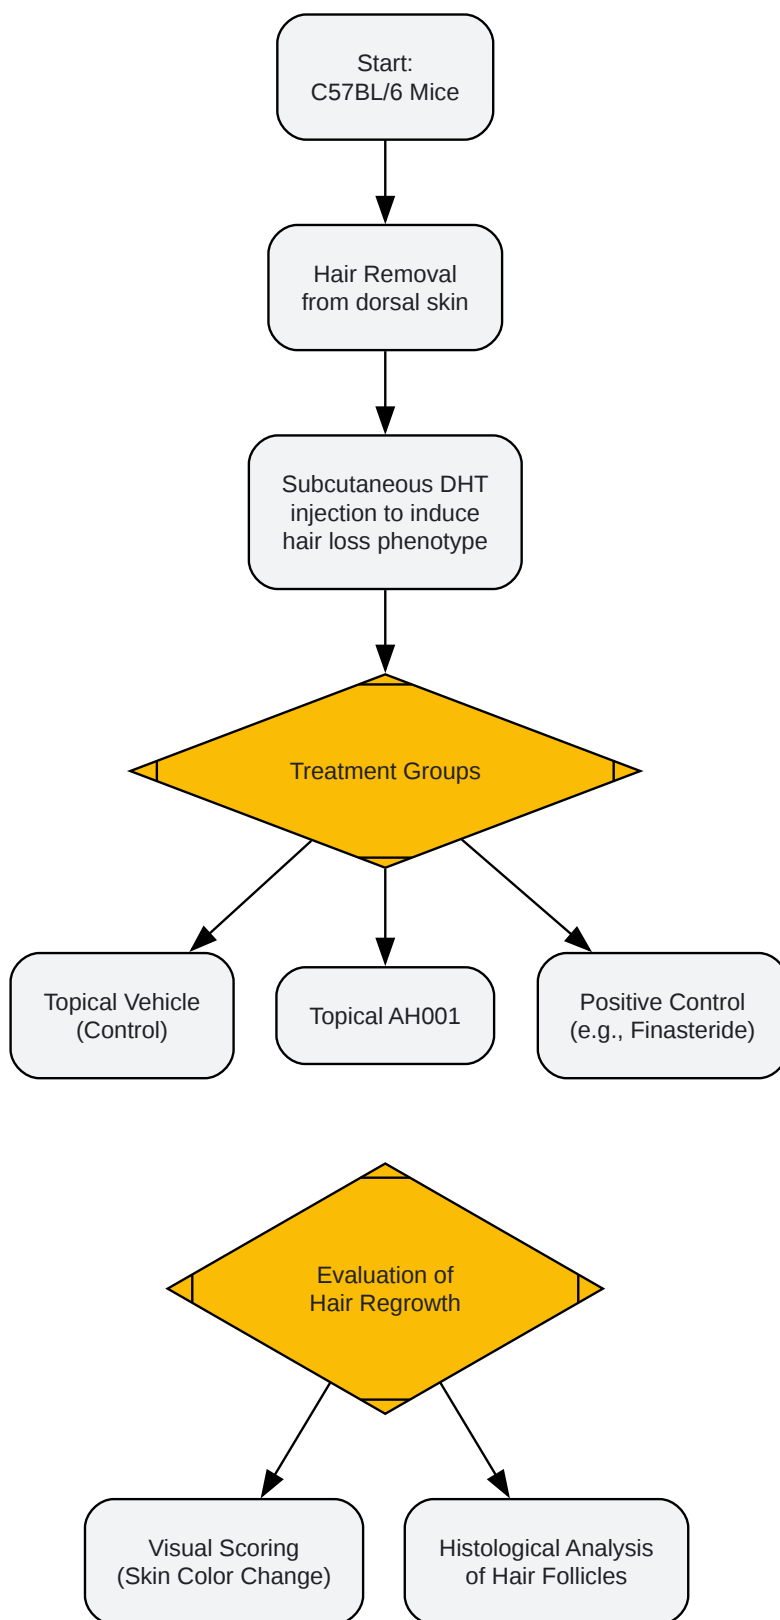 Start:
C57BL/6 Mice
Hair Removal
from dorsal skin
Subcutaneous DHT
injection to induce
hair loss phenotype
Treatment Groups
Topical Vehicle
(Control)
Topical AH001
Positive Control
(e.g., Finasteride)
Evaluation of
Hair Regrowth
Visual Scoring
(Skin Color Change)
Histological Analysis
of Hair Follicles